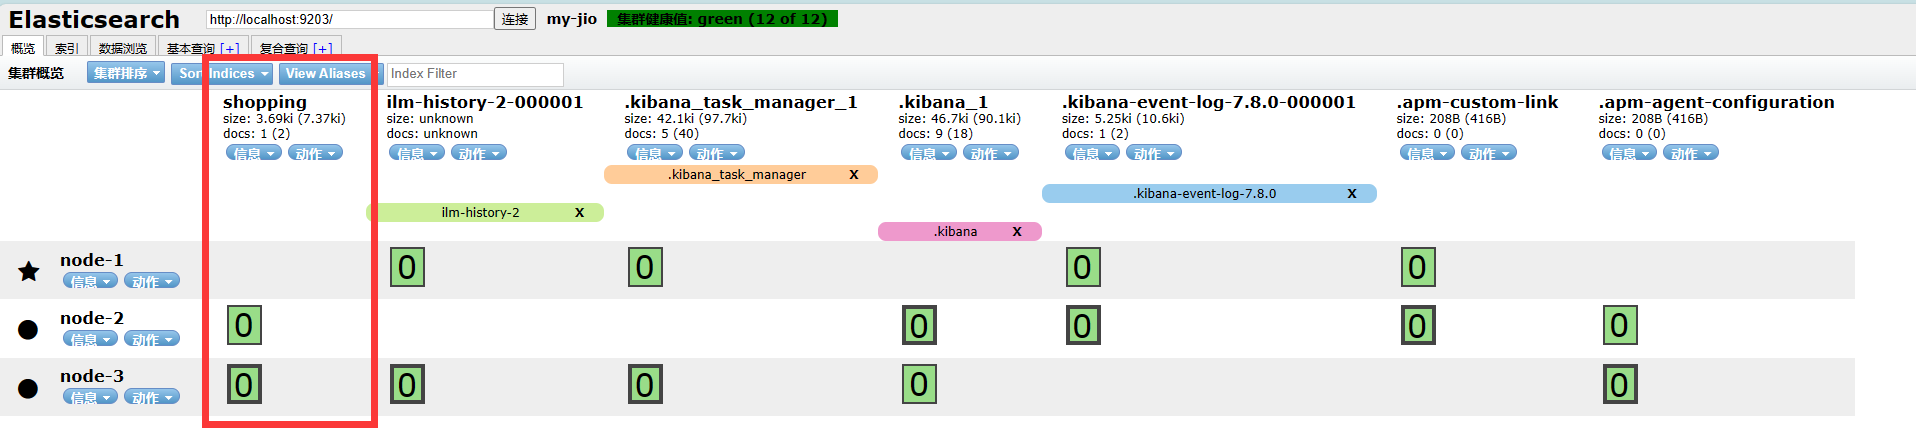 Elasticsearch http://localhost:9203/ 连接 my-jio 集群健康值: green (12 of 12)
概览 索引 数据浏览 基本查询 [+] 复合查询 [+]
集群概览 集群排序 Sort Indices View Aliases Index Filter
shopping ilm-history-2-000001 .kibana_task_manager_1 .kibana_1 .kibana-event-log-7.8.0-000001 .apm-custom-link .apm-agent-configuration
size: 3.69ki (7.37ki) size: unknown size: 42.1ki (97.7ki) size: 46.7ki (90.1ki) size: 5.25ki (10.6ki) size: 208B (416B) size: 208B (416B)
docs: 1 (2) docs: unknown docs: 5 (40) docs: 9 (18) docs: 1 (2) docs: 0 (0) docs: 0 (0)
信息 动作 信息 动作 信息 动作 信息 动作 信息 动作 信息 动作 信息 动作
.kibana_task_manager X
.kibana-event-log-7.8.0 X
ilm-history-2 X
.kibana X
node-1 0 0 0 0
信息 动作
node-2 0 0 0 0 0
信息 动作
node-3 0 0 0 0 0
信息 动作